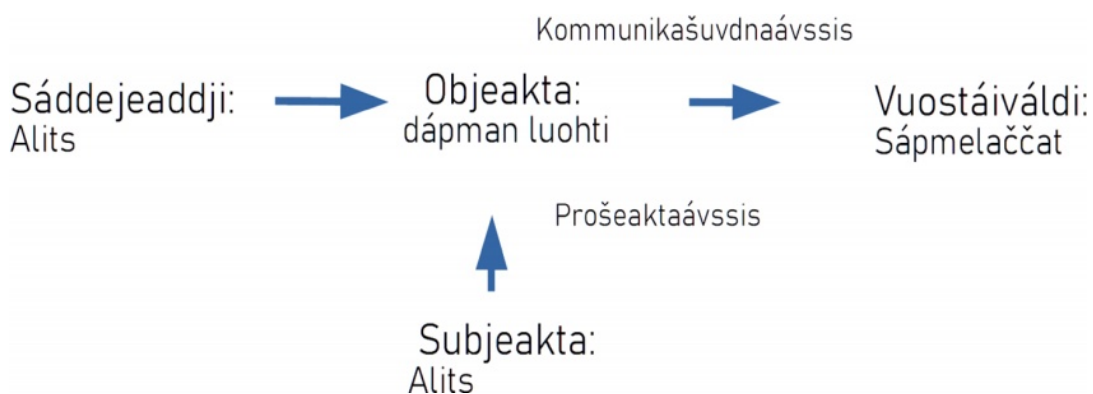 Kommunikašuvdnaávssis
Sáddejeaddji:
Alits
Objeakta:
dápman luohti
Vuostáiváldi:
Sápmelaččat
Prošeaktaávssis
Subjeakta:
Alits